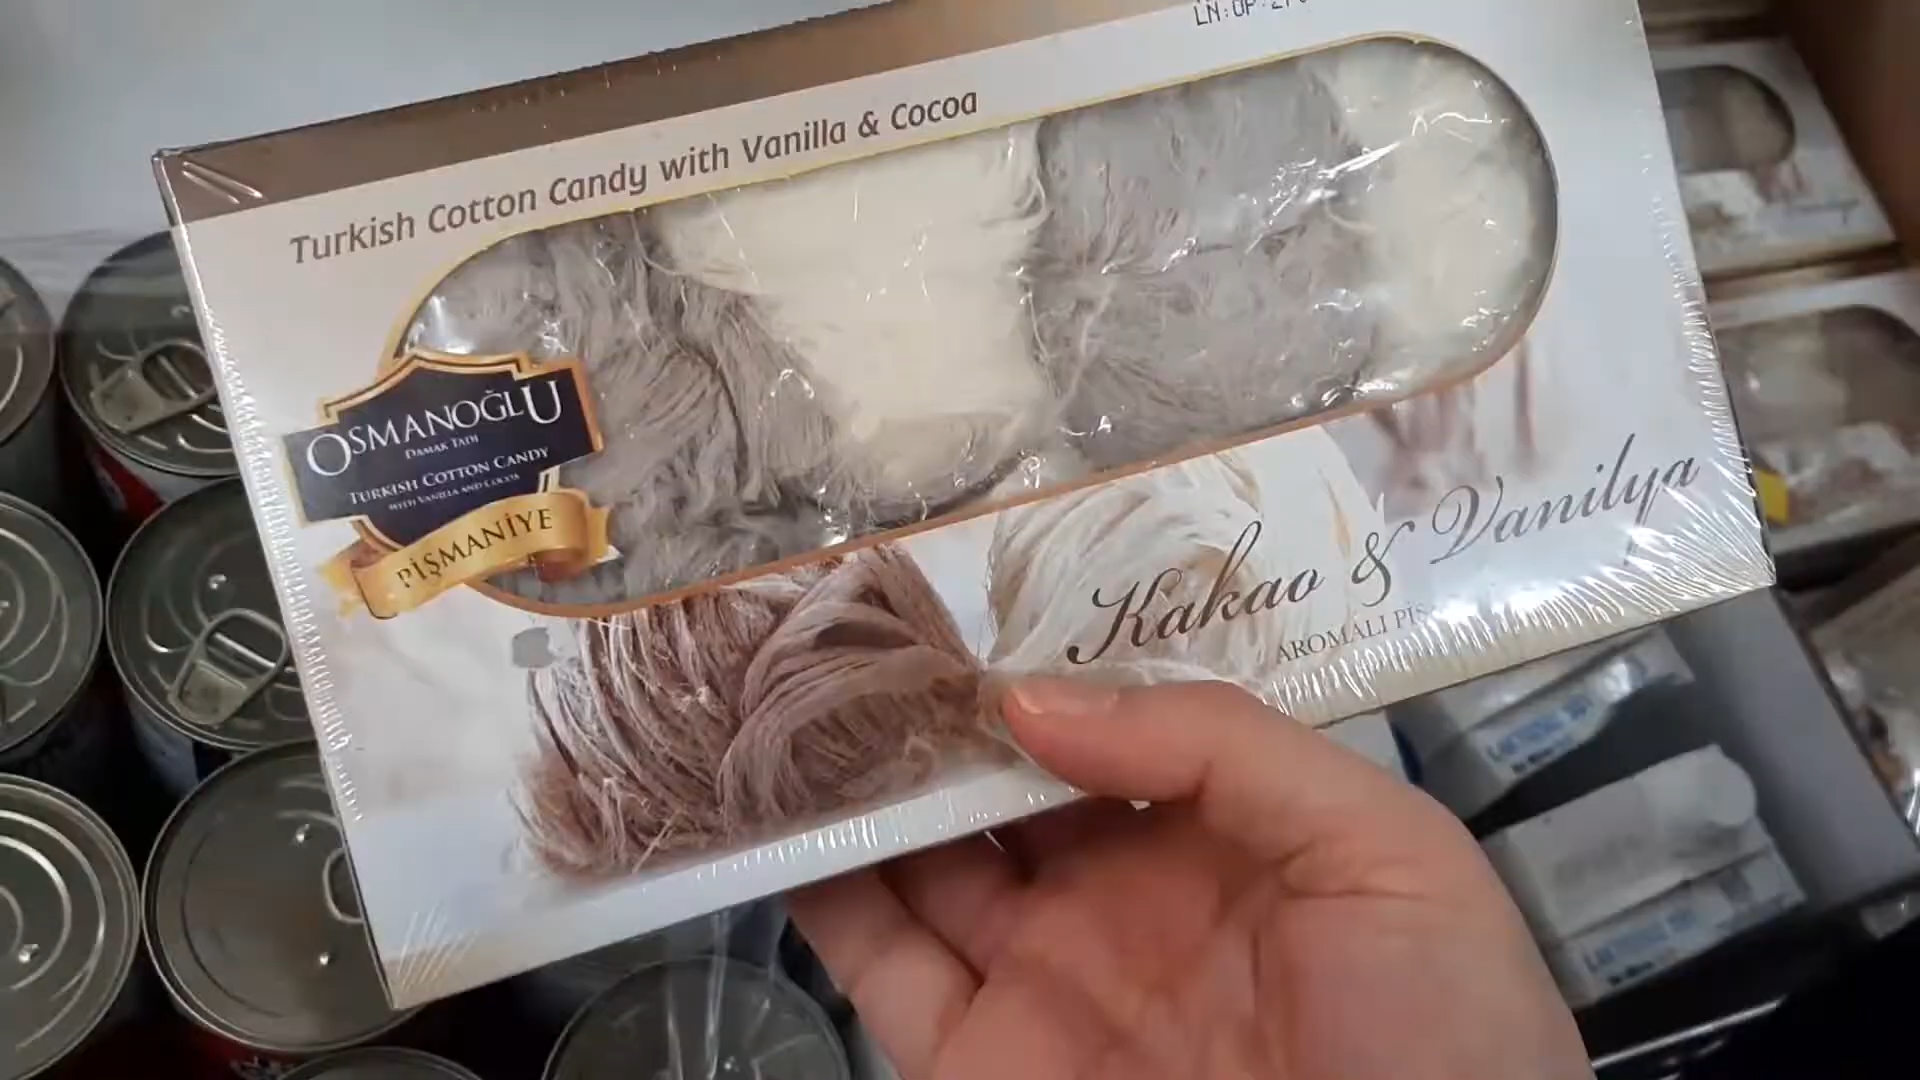 Turkish Cotton Candy with Vanilla & Cocoa
OSMANOĞLU
DAMAK TADI
TURKISH COTTON CANDY
WITH VANILLA AND COCOA
PİŞMANİYE
Kakao & Vanilya
AROMALI